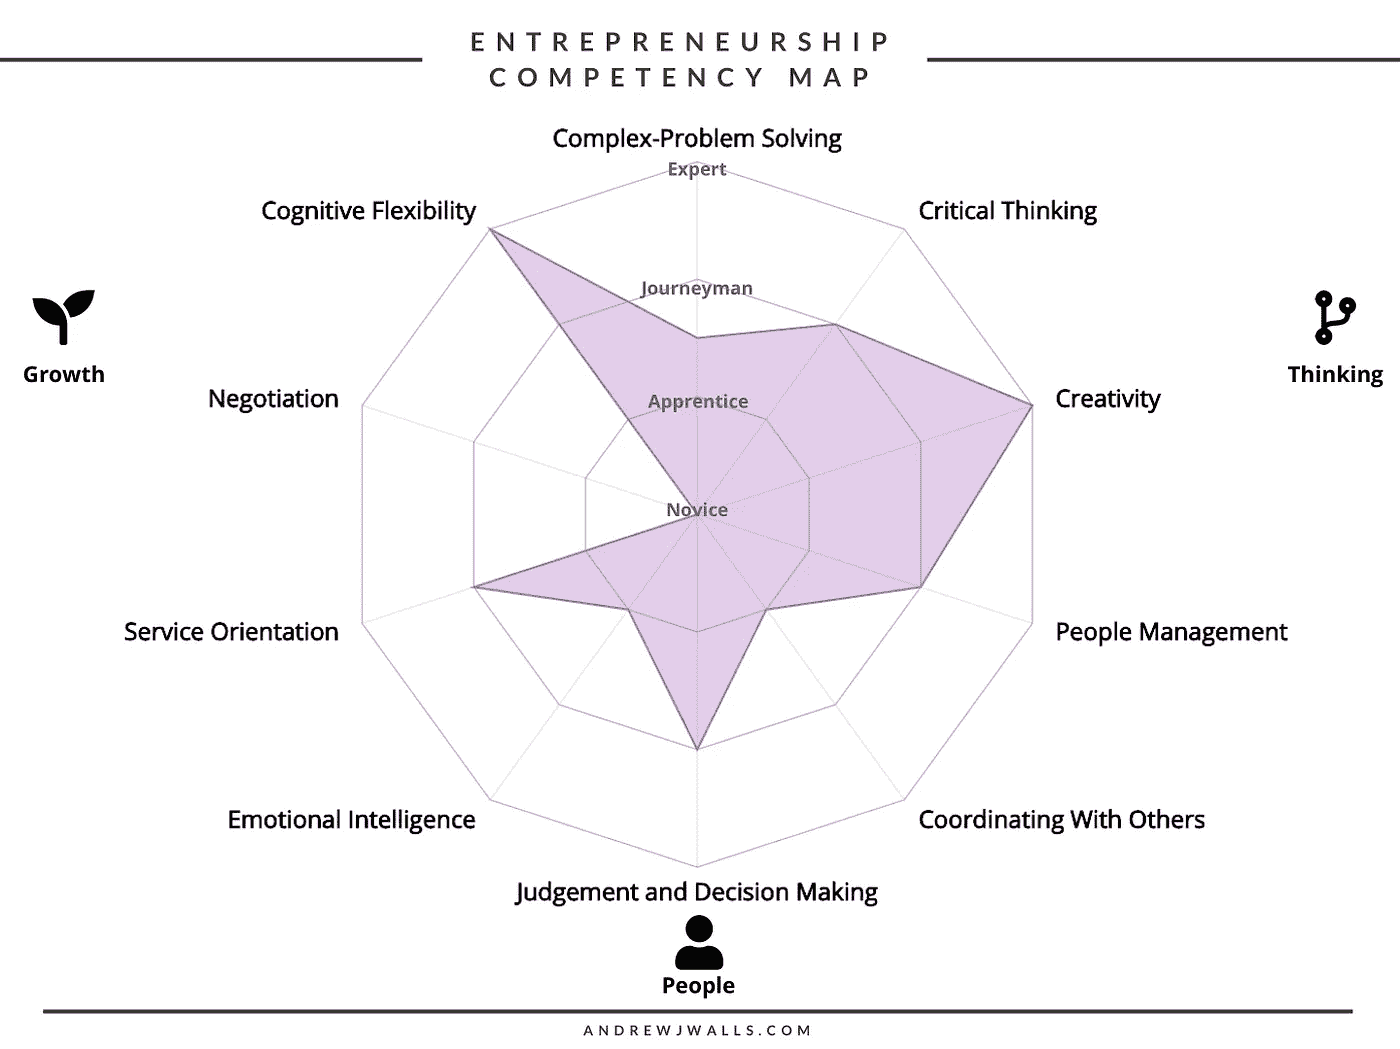 ENTREPRENEURSHIP
COMPETENCY MAP
Complex-Problem Solving
Expert
Cognitive Flexibility
Critical Thinking
Journeyman
Growth
Thinking
Negotiation
Apprentice
Creativity
Novice
Service Orientation
People Management
Emotional Intelligence
Coordinating With Others
Judgement and Decision Making
People
ANDREWJWALLS.COM